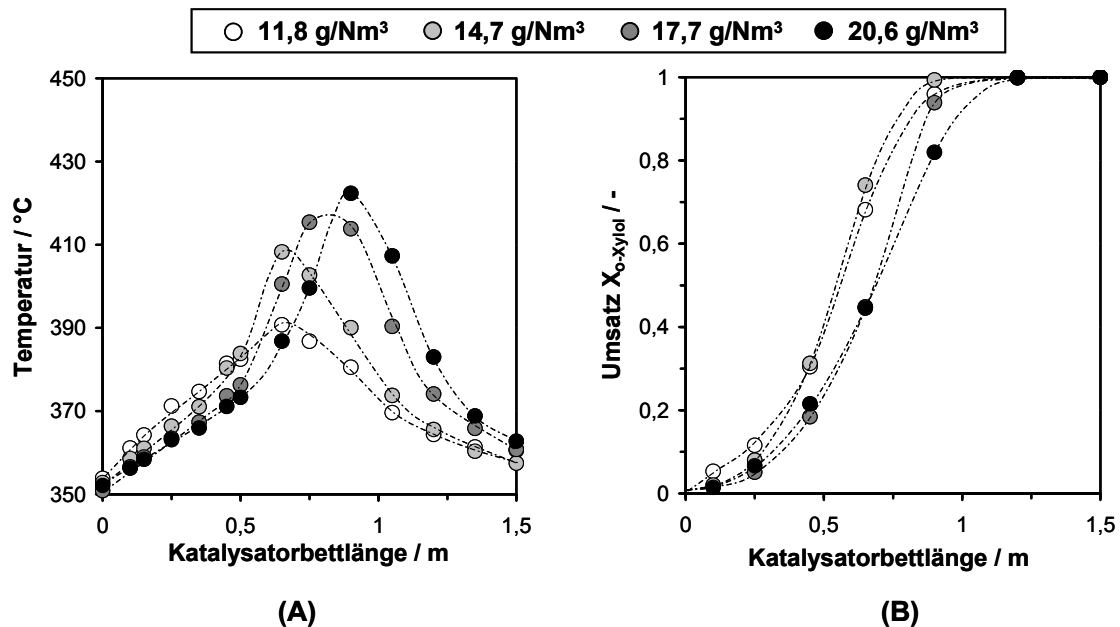 11,8 g/Nm³ 14,7 g/Nm³ 17,7 g/Nm³ 20,6 g/Nm³
450
430
410
390
370
350
Temperatur / °C
0 0,5 1 1,5
Katalysatorbettlänge / m
(A)
1
0,8
0,6
0,4
0,2
0
Umsatz Xo-Xylol / -
0 0,5 1 1,5
Katalysatorbettlänge / m
(B)